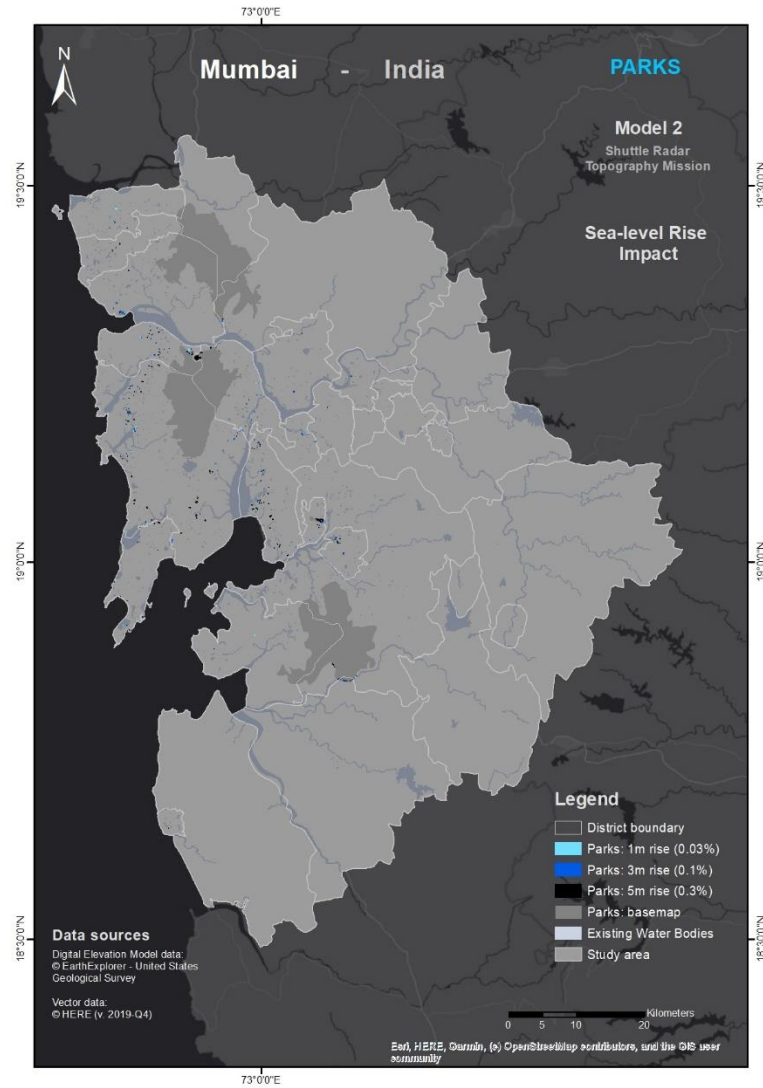 73°0'0"E
N
Mumbai - India
PARKS
Model 2
Shuttle Radar
Topography Mission
Sea-level Rise
Impact
19°30'0"N
19°30'0"N
19°0'0"N
19°0'0"N
18°30'0"N
18°30'0"N
Legend
District boundary
Parks: 1m rise (0.03%)
Parks: 3m rise (0.1%)
Parks: 5m rise (0.3%)
Parks: basemap
Existing Water Bodies
Study area
Data sources
Digital Elevation Model data:
© EarthExplorer - United States
Geological Survey
Vector data:
© HERE (v. 2019-Q4)
Kilometers
0 5 10 20
Esri, HERE, Garmin, (c) OpenStreetMap contributors, and the GIS user
community
73°0'0"E